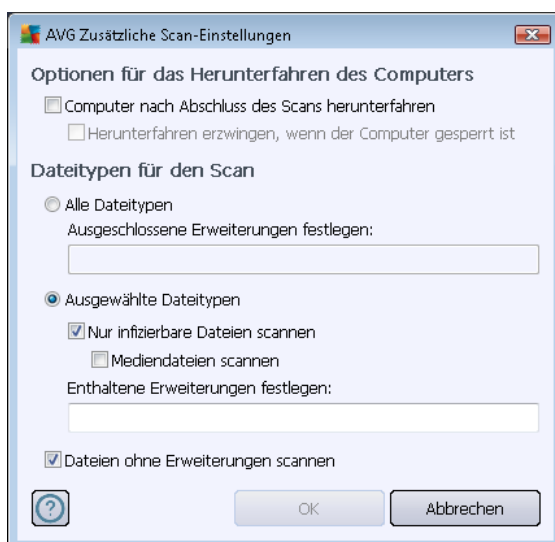 AVG Zusätzliche Scan-Einstellungen
Optionen für das Herunterfahren des Computers
Computer nach Abschluss des Scans herunterfahren
Herunterfahren erzwingen, wenn der Computer gesperrt ist
Dateitypen für den Scan
Alle Dateitypen
Ausgeschlossene Erweiterungen festlegen:
Ausgewählte Dateitypen
Nur infizierbare Dateien scannen
Mediendateien scannen
Enthaltene Erweiterungen festlegen:
Dateien ohne Erweiterungen scannen
? OK Abbrechen